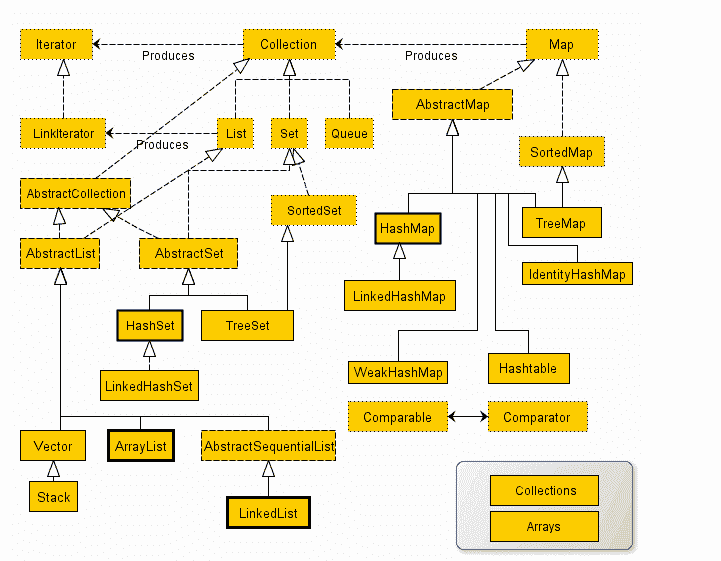 Iterator
Collection
Map
Produces
Produces
AbstractMap
LinkIterator
List
Set
Queue
Produces
SortedMap
AbstractCollection
SortedSet
HashMap
TreeMap
AbstractList
AbstractSet
IdentityHashMap
LinkedHashMap
HashSet
TreeSet
WeakHashMap
Hashtable
LinkedHashSet
Comparable
Comparator
Vector
ArrayList
AbstractSequentialList
Stack
LinkedList
Collections
Arrays